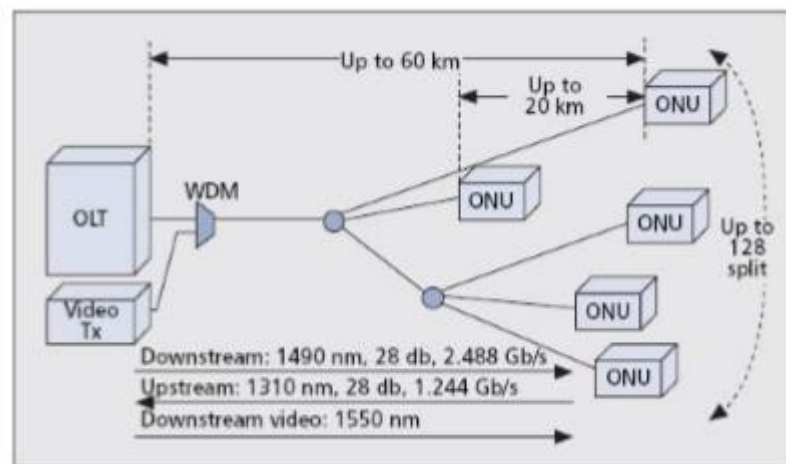 Up to 60 km
Up to
20 km
ONU
WDM
OLT
ONU
ONU
Up to
128
split
Video
Tx
ONU
Downstream: 1490 nm, 28 db, 2.488 Gb/s
ONU
Upstream: 1310 nm, 28 db, 1.244 Gb/s
Downstream video: 1550 nm